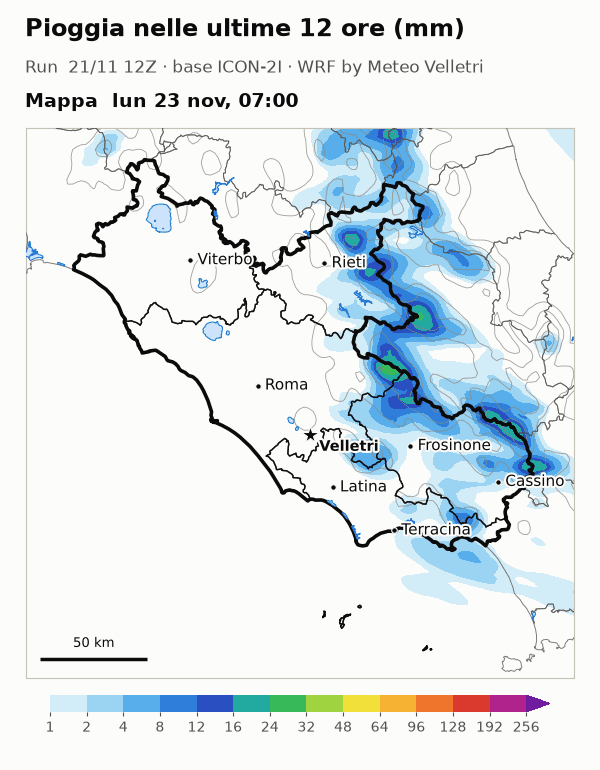 Pioggia nelle ultime 12 ore (mm)
Run  21/11 12Z · base ICON-2I · WRF by Meteo Velletri
Mappa  lun 23 nov, 07:00
Viterbo
Rieti
Roma
Velletri
Frosinone
Latina
Cassino
Terracina
50 km
1 2 4 8 12 16 24 32 48 64 96 128 192 256